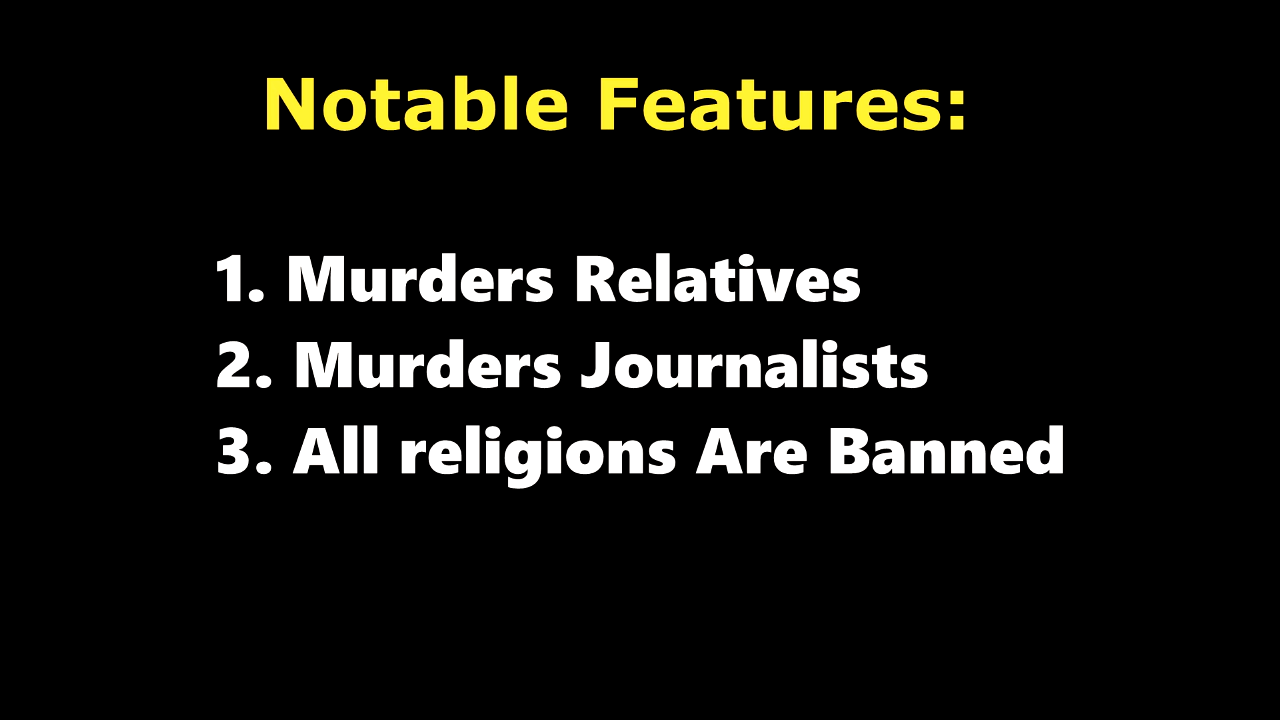 Notable Features:
1. Murders Relatives
2. Murders Journalists
3. All religions Are Banned